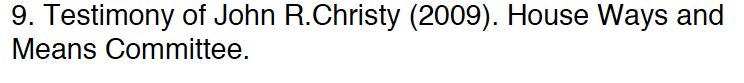 9. Testimony of John R.Christy (2009). House Ways and
Means Committee.